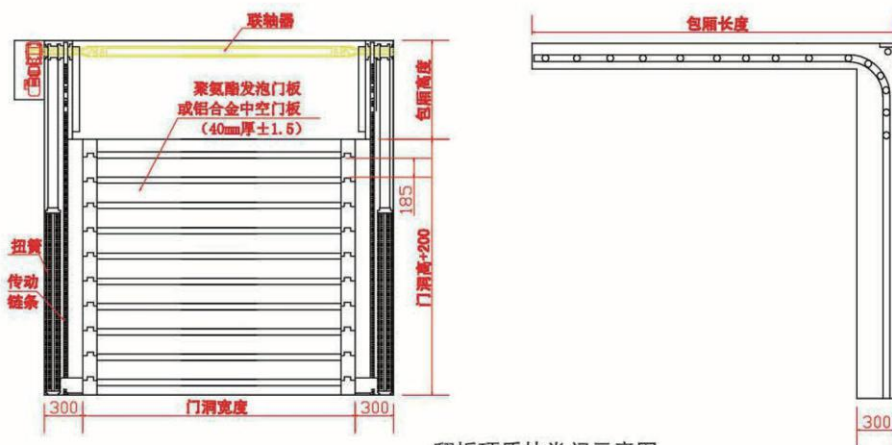 联轴器
包厢长度
聚氨酯发泡门板
或铝合金中空门板
（40mm厚士1.5）
包厢高度
185
门洞高+200
扭簧
传动
链条
300
门洞宽度
300
300